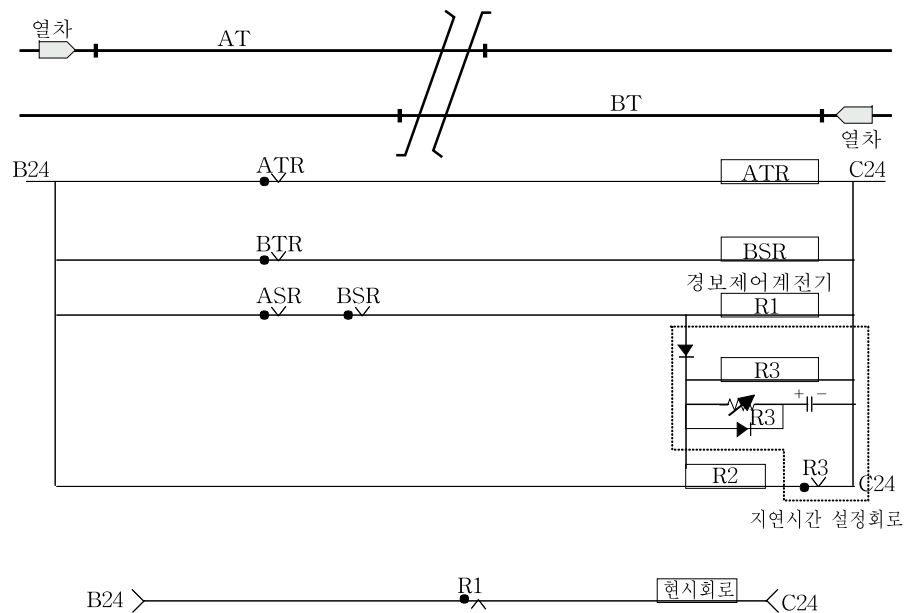 열차
AT
BT
열차
B24
ATR
ATR
C24
BTR
BSR
경보제어계전기
ASR
BSR
R1
R3
+ −
R3
R2
R3
C24
지연시간 설정회로
B24
R1
현시회로
C24